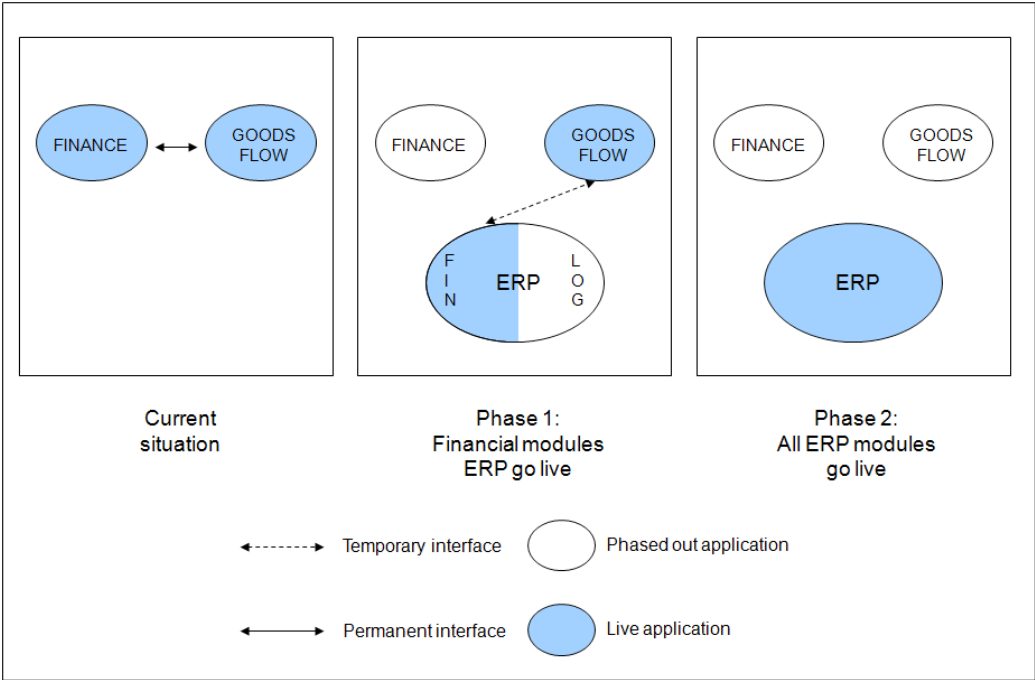 FINANCE
GOODS
FLOW
FINANCE
GOODS
FLOW
F
I
N
ERP
L
O
G
FINANCE
GOODS
FLOW
ERP
Current
situation
Phase 1:
Financial modules
ERP go live
Phase 2:
All ERP modules
go live
Temporary interface
Phased out application
Permanent interface
Live application